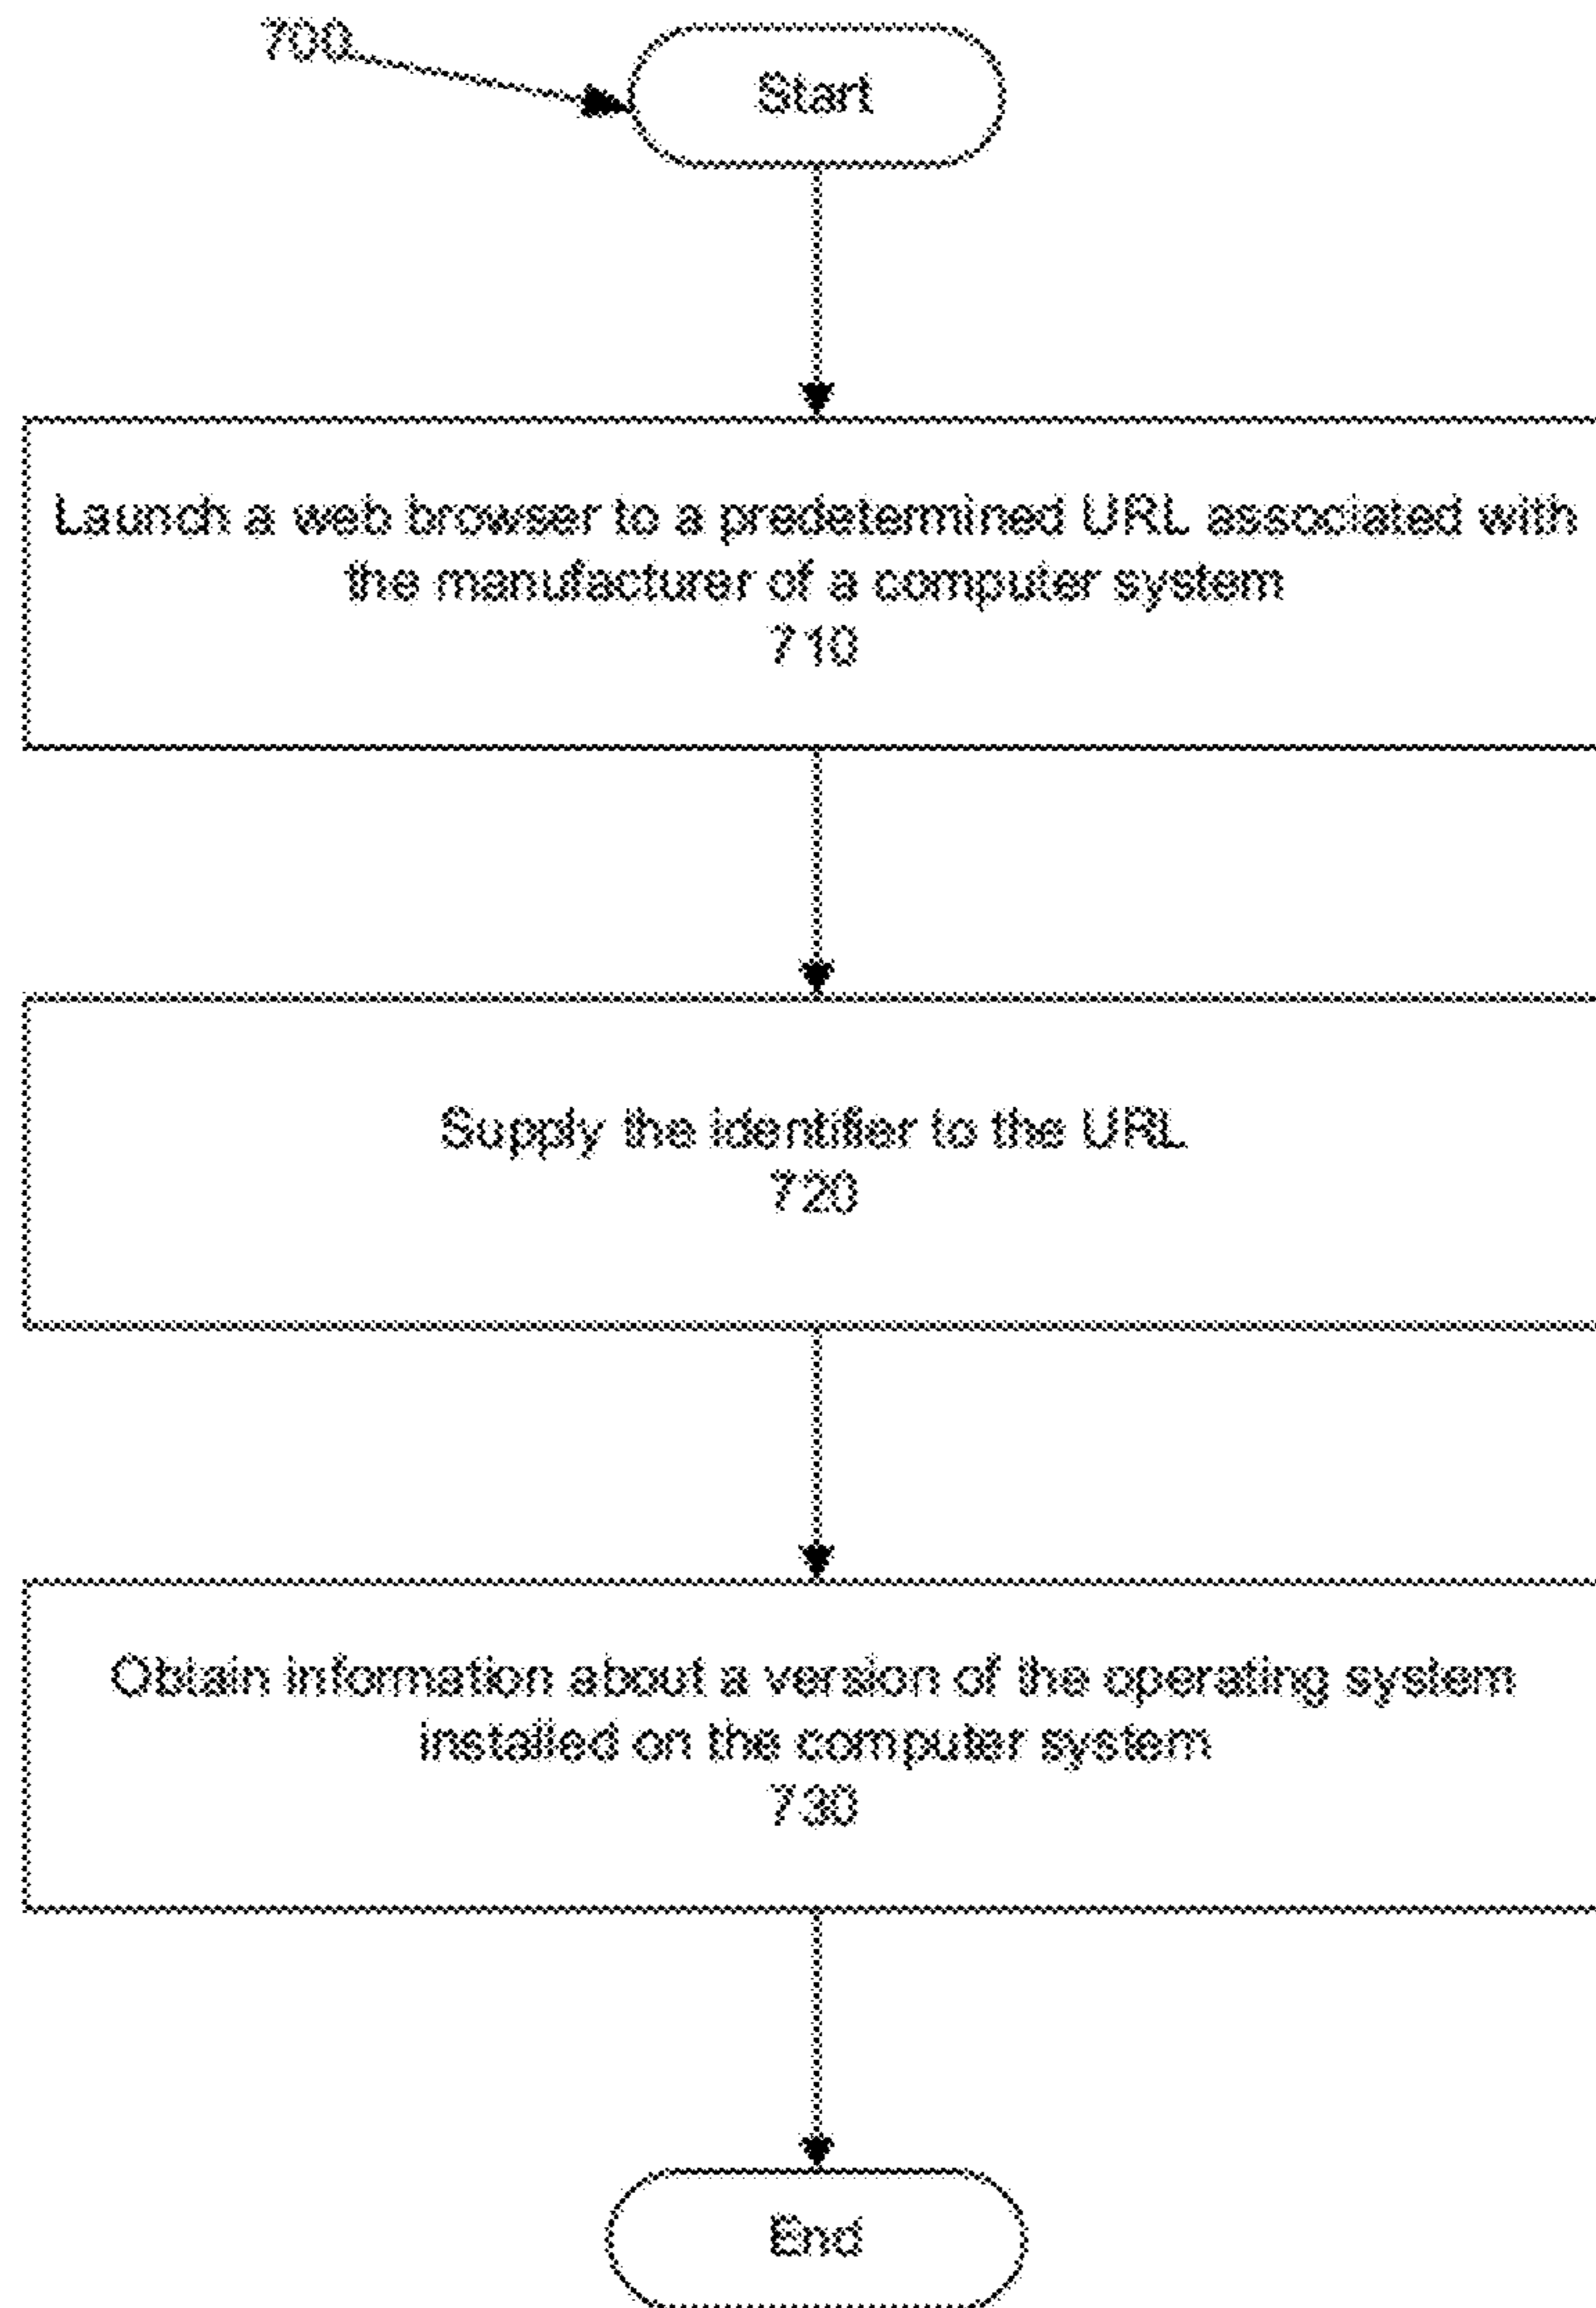 700
Start
Launch a web browser to a predetermined URL associated with
the manufacturer of a computer system
710
Supply the identifier to the URL
720
Obtain information about a version of the operating system
installed on the computer system
730
End